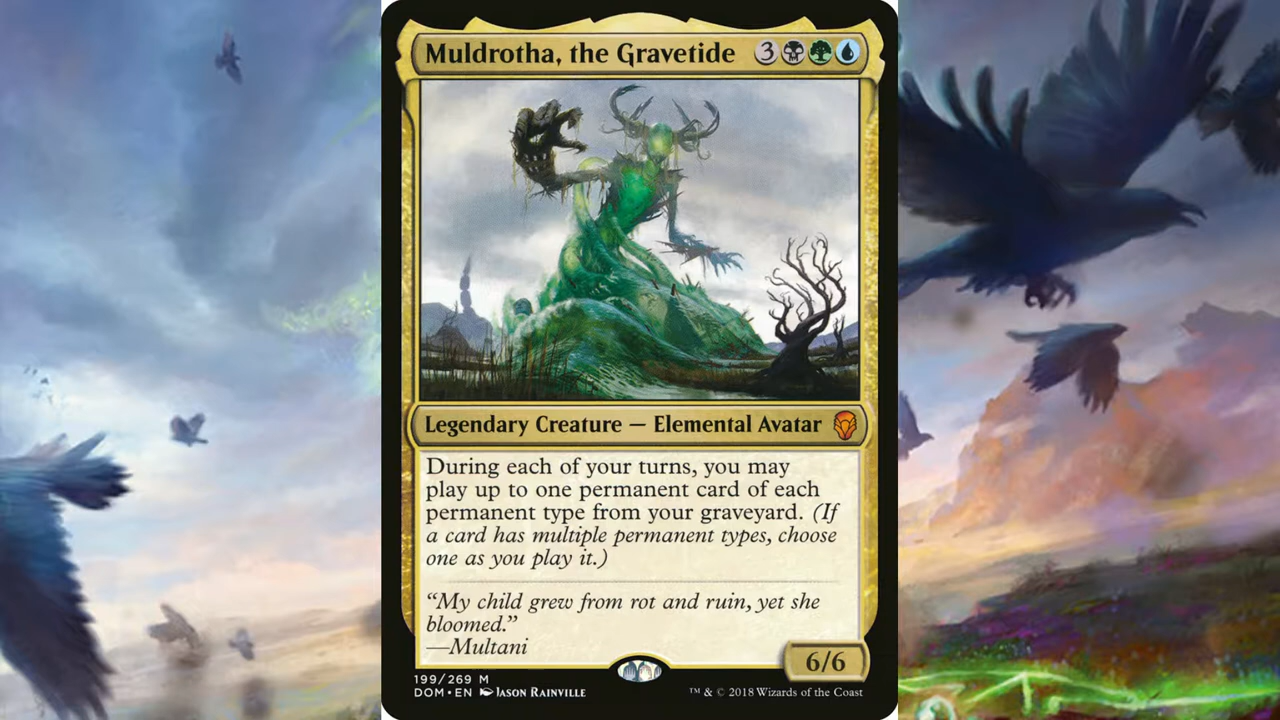 Muldrotha, the Gravetide 3
Legendary Creature — Elemental Avatar
During each of your turns, you may
play up to one permanent card of each
permanent type from your graveyard. (If
a card has multiple permanent types, choose
one as you play it.)
“My child grew from rot and ruin, yet she
bloomed.”
—Multani
6/6
199/269 M
DOM • EN Jason Rainville
™ & © 2018 Wizards of the Coast